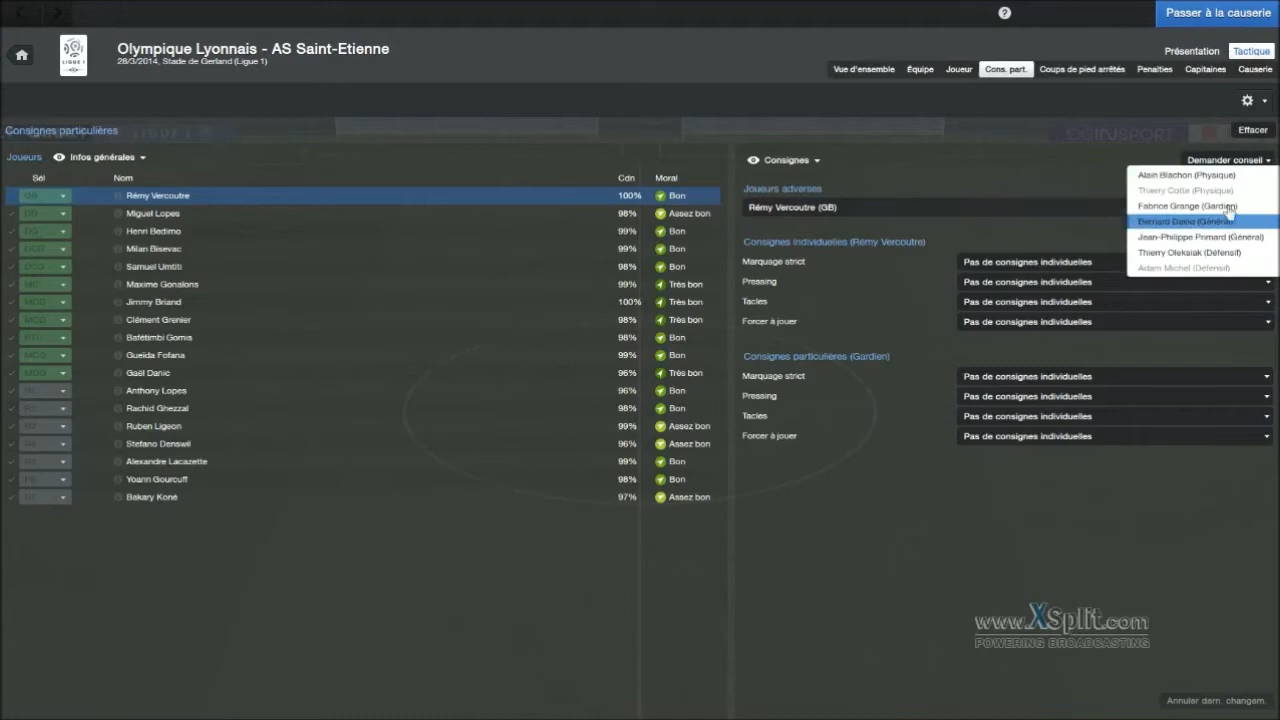 Passer à la causerie
LIGUE 1
Olympique Lyonnais - AS Saint-Etienne
28/3/2014, Stade de Gerland (Ligue 1)
Présentation
Tactique
Vue d'ensemble
Équipe
Joueur
Cons. part.
Coups de pied arrêtés
Penalties
Capitaines
Causerie
Consignes particulières
Effacer
Joueurs
Infos générales
Consignes
Demander conseil
Sél
Nom
Cdn
Moral
Rémy Vercoutre 100% Bon
Miguel Lopes 98% Assez bon
Henri Bedimo 99% Bon
Milan Bisevac 99% Bon
Samuel Umtiti 98% Bon
Maxime Gonalons 99% Très bon
Jimmy Briand 100% Très bon
Clément Grenier 98% Très bon
Bafétimbi Gomis 98% Bon
Gueïda Fofana 99% Bon
Gaël Danic 96% Très bon
Anthony Lopes 96% Bon
Rachid Ghezzal 98% Bon
Ruben Ligeon 99% Assez bon
Stefano Denswil 96% Assez bon
Alexandre Lacazette 99% Bon
Yoann Gourcuff 98% Bon
Bakary Koné 97% Assez bon
Joueurs adverses
Rémy Vercoutre (GB)
Alain Blachon (Physique)
Thierry Cotte (Physique)
Fabrice Grange (Gardien)
Jean-Philippe Primard (Général)
Thierry Oleksiak (Défensif)
Adam Michel (Défensif)
Consignes individuelles (Rémy Vercoutre)
Marquage strict Pas de consignes individuelles
Pressing Pas de consignes individuelles
Tacles Pas de consignes individuelles
Forcer à jouer Pas de consignes individuelles
Consignes particulières (Gardien)
Marquage strict Pas de consignes individuelles
Pressing Pas de consignes individuelles
Tacles Pas de consignes individuelles
Forcer à jouer Pas de consignes individuelles
www.XSplit.com
POWERING BROADCASTING
Annuler dern. changem.